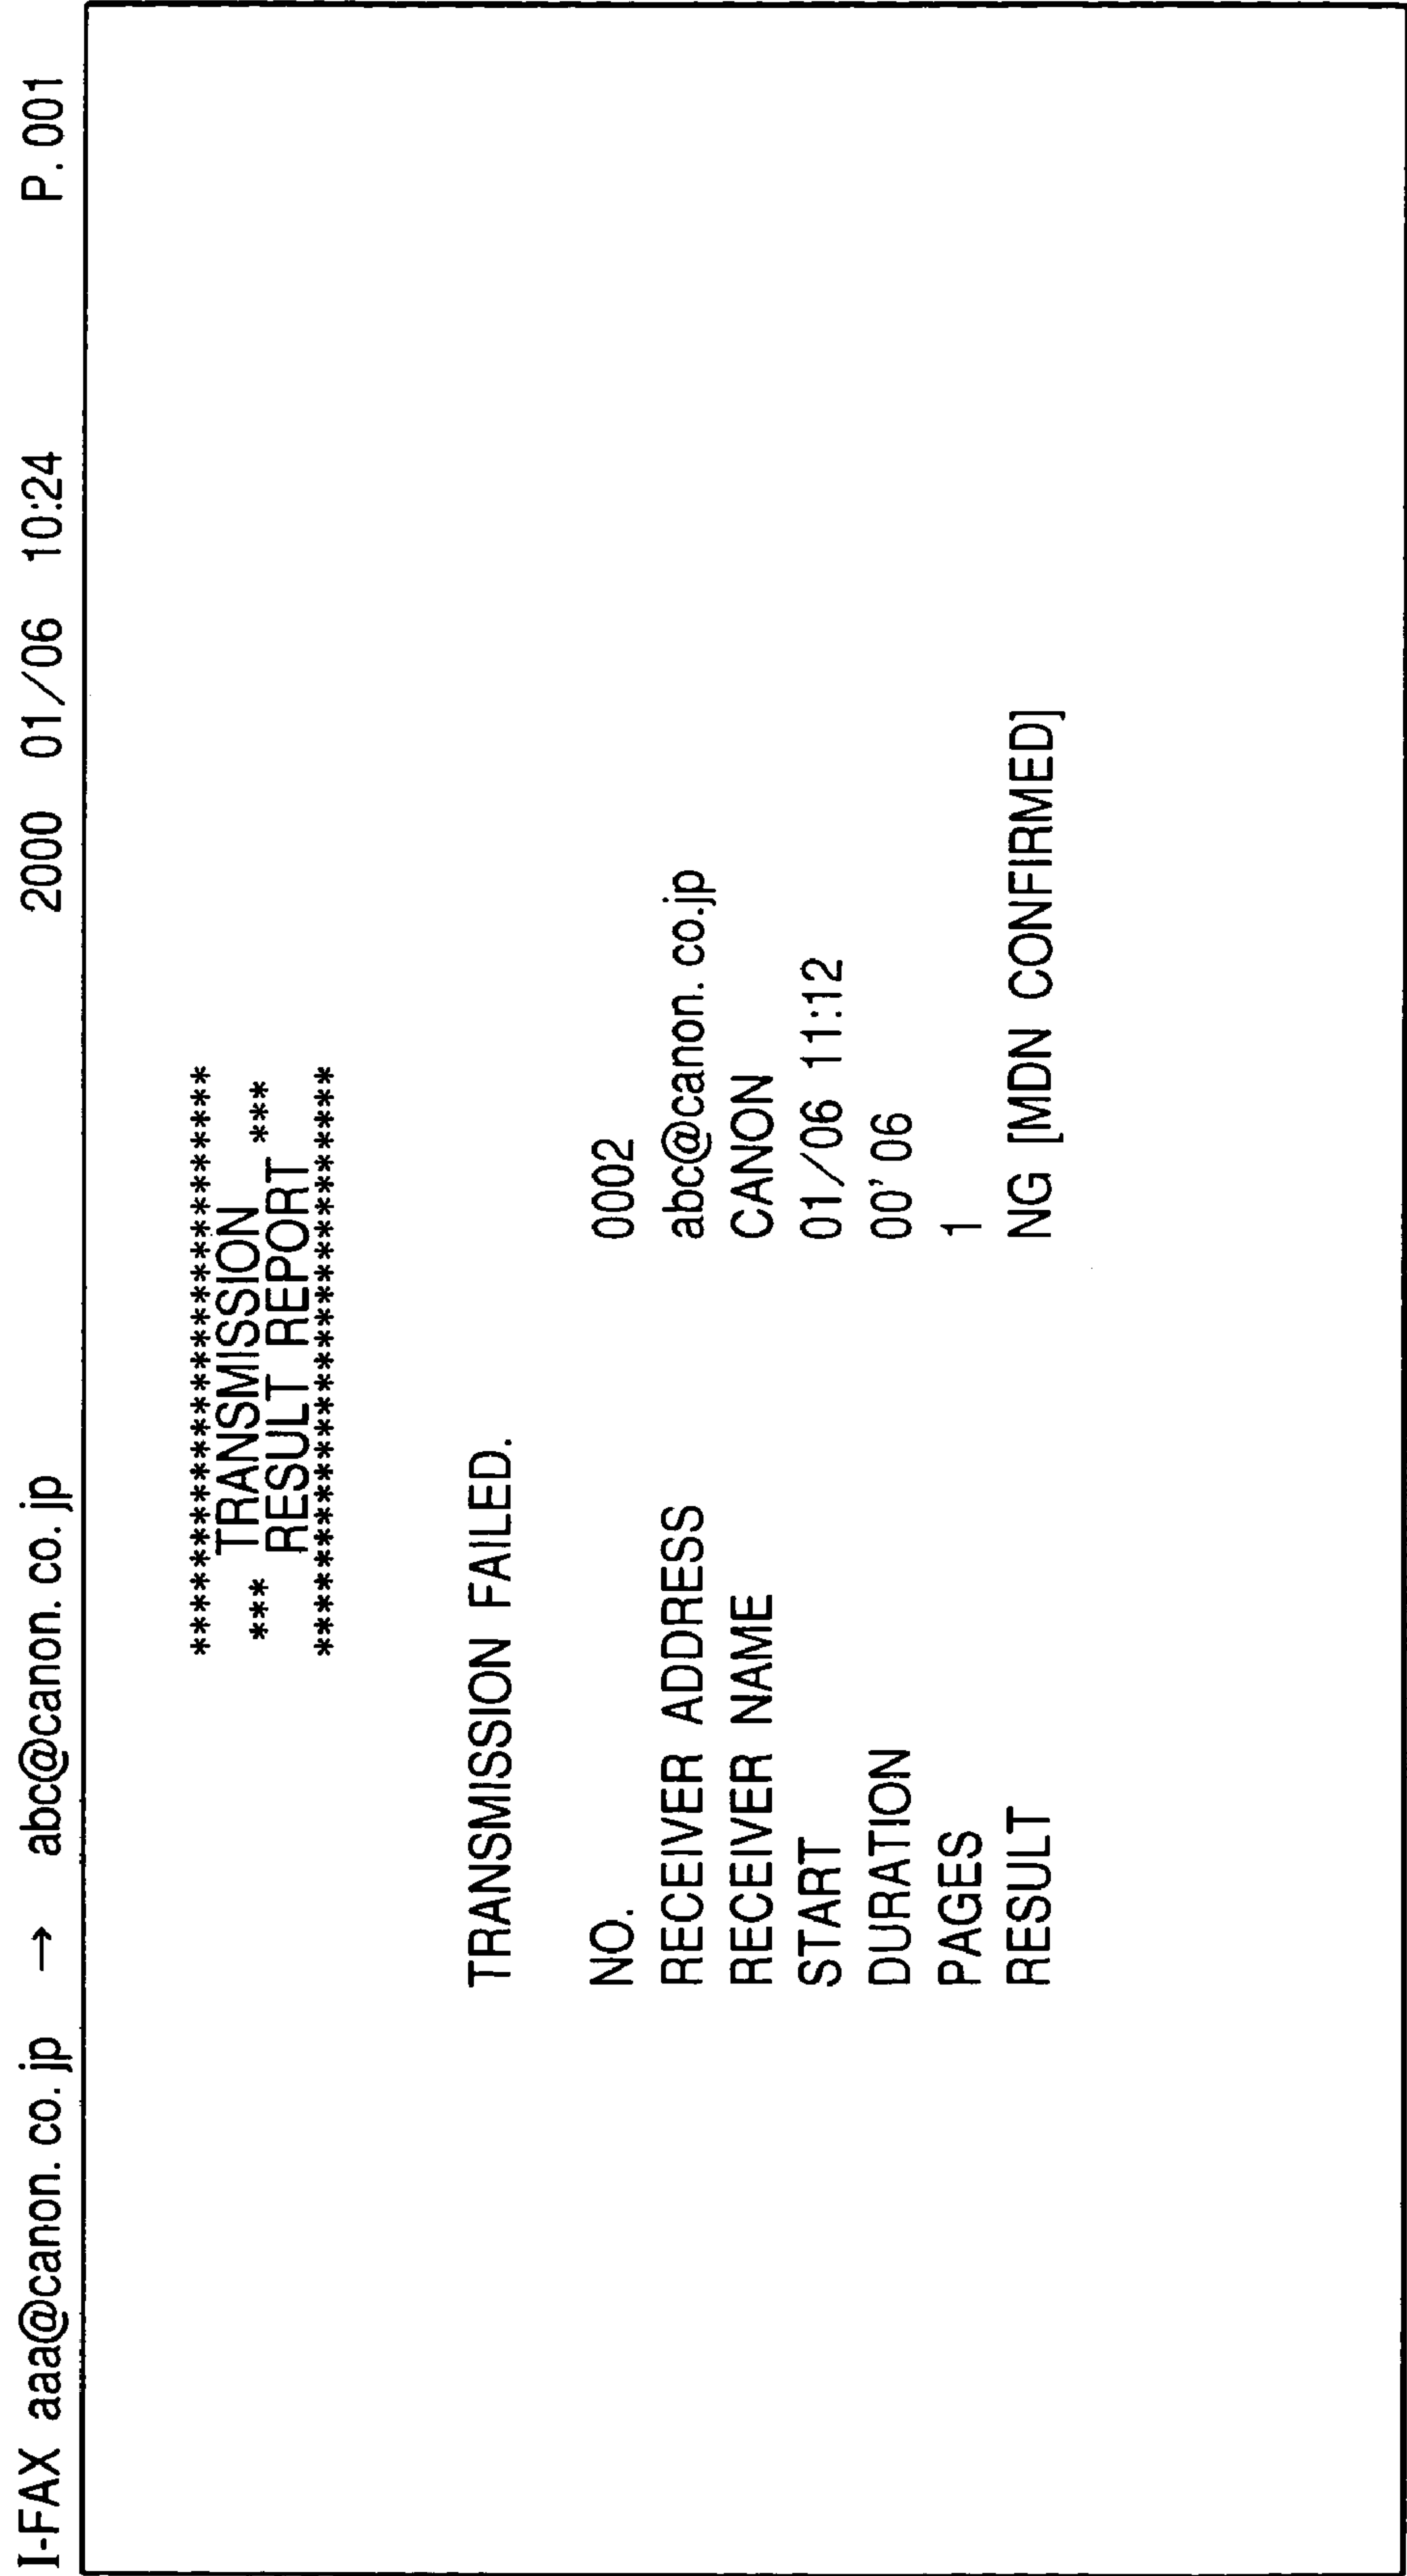 I-FAX aaa@canon. co. jp → abc@canon. co. jp 2000 01/06 10:24 P. 001
***************************
TRANSMISSION
*** ***
RESULT REPORT
***************************
TRANSMISSION FAILED.
NO. 0002
RECEIVER ADDRESS abc@canon. co.jp
RECEIVER NAME CANON
START 01/06 11:12
DURATION 00' 06
PAGES 1
RESULT NG [MDN CONFIRMED]